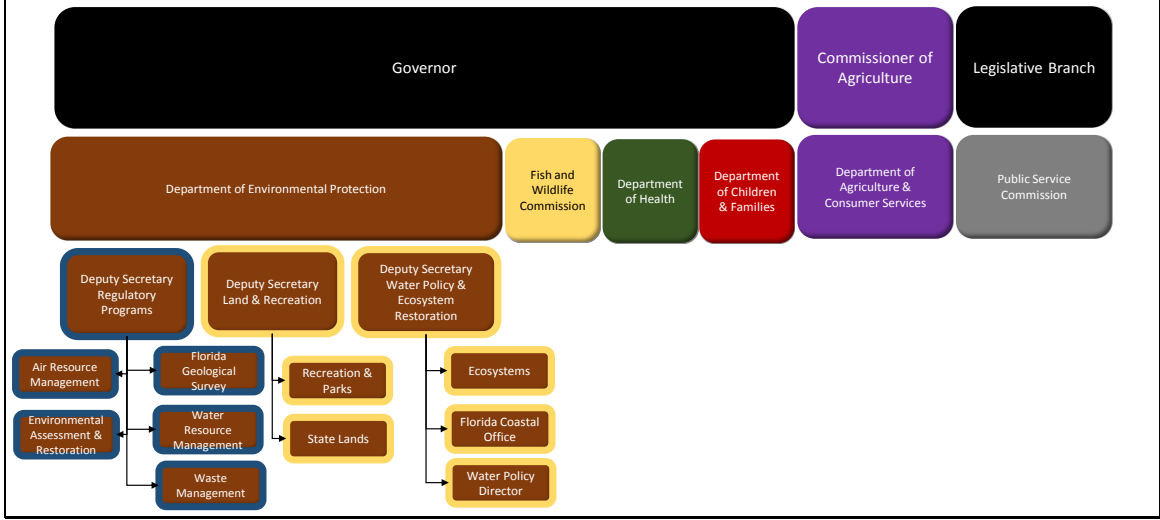 Governor
Commissioner of
Agriculture
Legislative Branch
Department of Environmental Protection
Fish and
Wildlife
Commission
Department
of Health
Department
of Children
& Families
Department of
Agriculture &
Consumer Services
Public Service
Commission
Deputy Secretary
Regulatory
Programs
Deputy Secretary
Land & Recreation
Deputy Secretary
Water Policy &
Ecosystem
Restoration
Air Resource
Management
Florida
Geological
Survey
Recreation &
Parks
Ecosystems
Environmental
Assessment &
Restoration
Water
Resource
Management
State Lands
Florida Coastal
Office
Waste
Management
Water Policy
Director